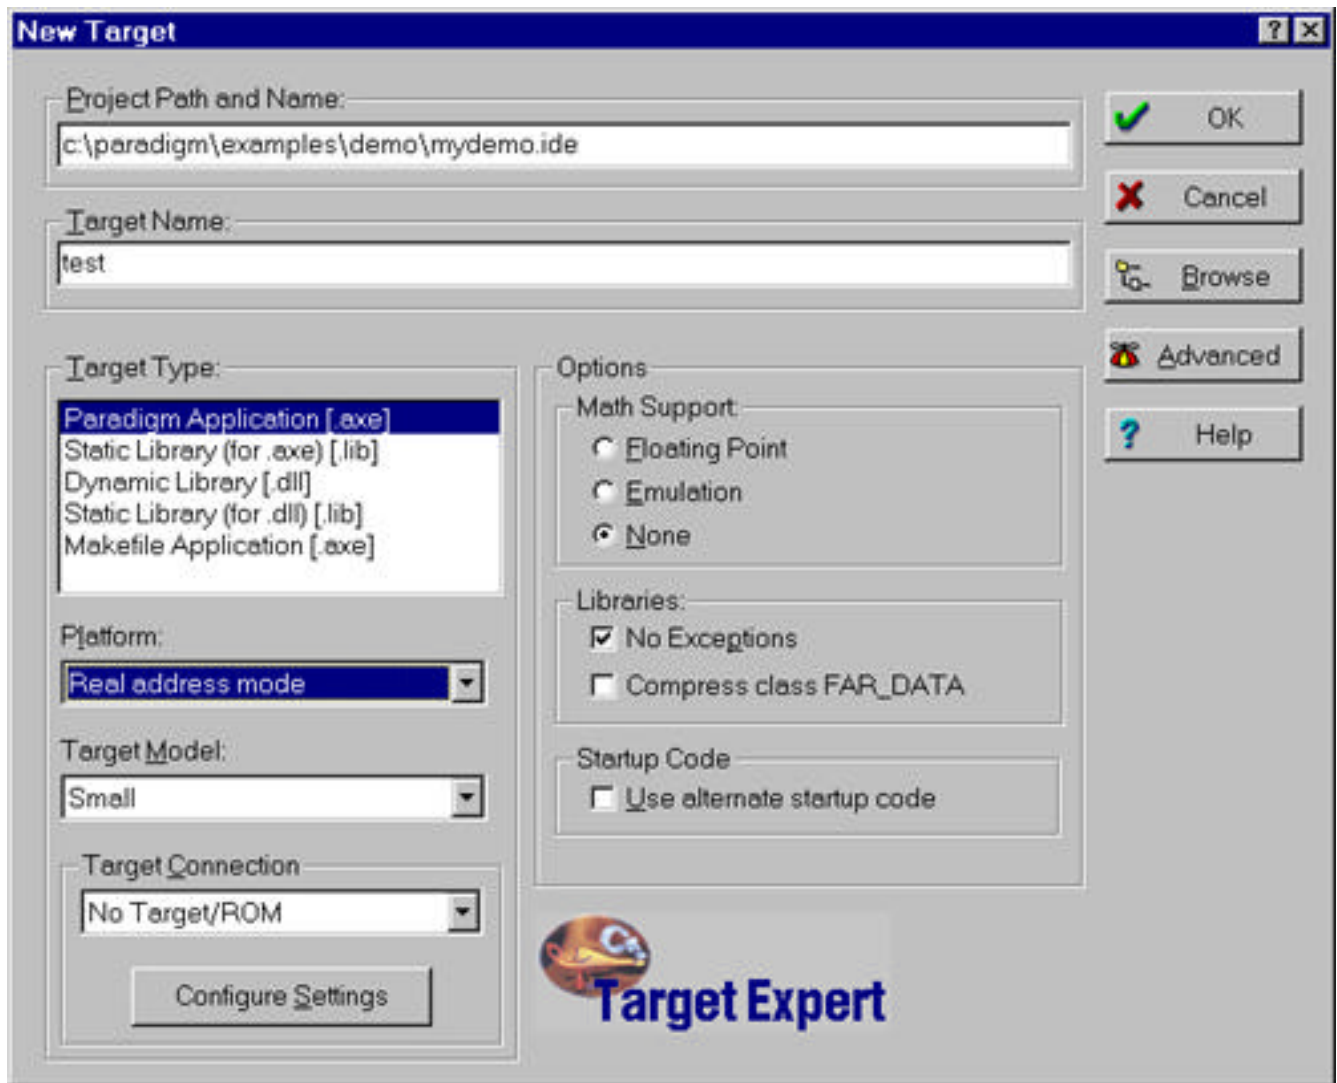 New Target
Project Path and Name:
c:\paradigm\examples\demo\mydemo.ide
Target Name:
test
OK
Cancel
Browse
Advanced
Help
Target Type:
Paradigm Application [.axe]
Static Library (for .axe) [.lib]
Dynamic Library [.dll]
Static Library (for .dll) [.lib]
Makefile Application [.axe]
Platform:
Real address mode
Target Model:
Small
Target Connection
No Target/ROM
Configure Settings
Options
Math Support:
Floating Point
Emulation
None
Libraries:
No Exceptions
Compress class FAR_DATA
Startup Code
Use alternate startup code
Target Expert